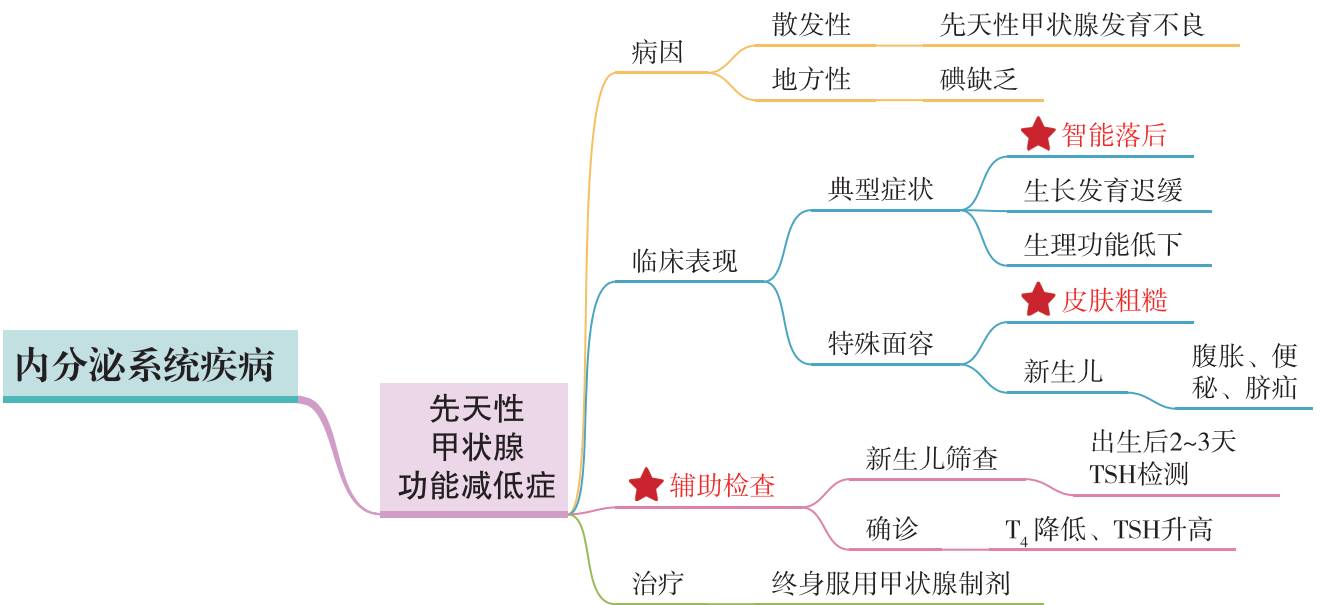 内分泌系统疾病
先天性
甲状腺
功能减低症
病因
散发性
先天性甲状腺发育不良
地方性
碘缺乏
临床表现
典型症状
智能落后
生长发育迟缓
生理功能低下
特殊面容
皮肤粗糙
新生儿
腹胀、便
秘、脐疝
辅助检查
新生儿筛查
出生后2~3天
TSH检测
确诊
T₄ 降低、TSH升高
治疗
终身服用甲状腺制剂